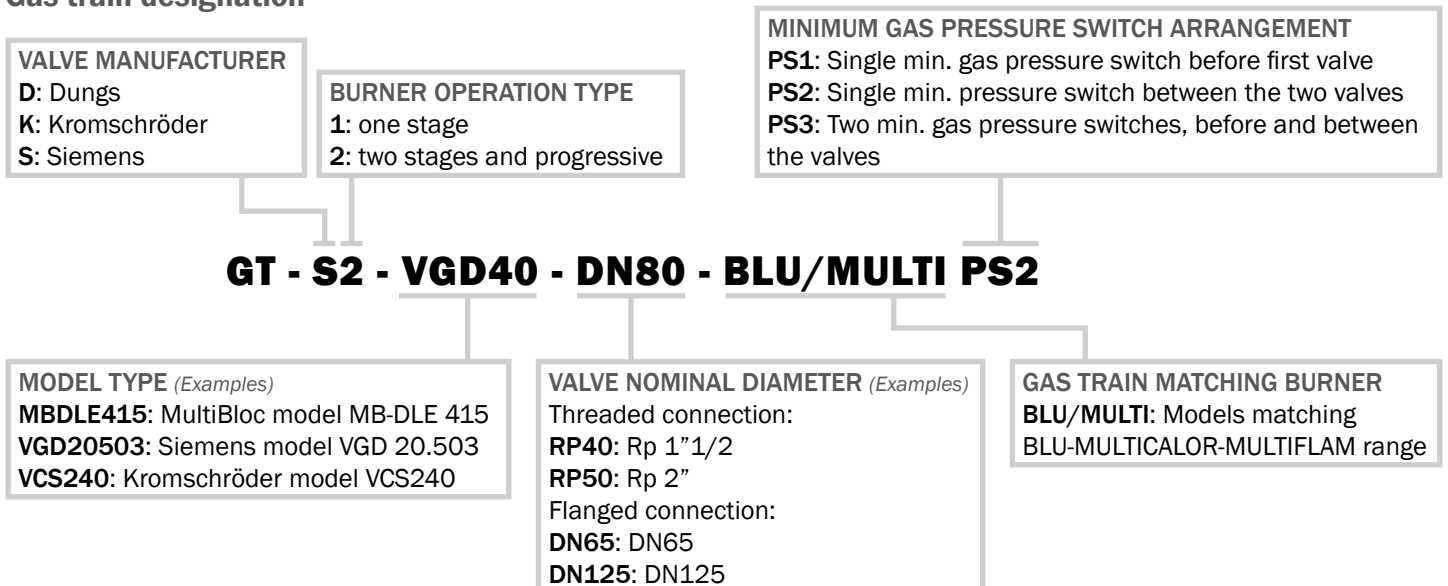 Gas train designation
VALVE MANUFACTURER
D: Dungs
K: Kromschröder
S: Siemens
BURNER OPERATION TYPE
1: one stage
2: two stages and progressive
MINIMUM GAS PRESSURE SWITCH ARRANGEMENT
PS1: Single min. gas pressure switch before first valve
PS2: Single min. pressure switch between the two valves
PS3: Two min. gas pressure switches, before and between
the valves
GT - S2 - VGD40 - DN80 - BLU/MULTI PS2
MODEL TYPE (Examples)
MBDLE415: MultiBloc model MB-DLE 415
VGD20503: Siemens model VGD 20.503
VCS240: Kromschröder model VCS240
VALVE NOMINAL DIAMETER (Examples)
Threaded connection:
RP40: Rp 1”1/2
RP50: Rp 2”
Flanged connection:
DN65: DN65
DN125: DN125
GAS TRAIN MATCHING BURNER
BLU/MULTI: Models matching
BLU-MULTICALOR-MULTIFLAM range